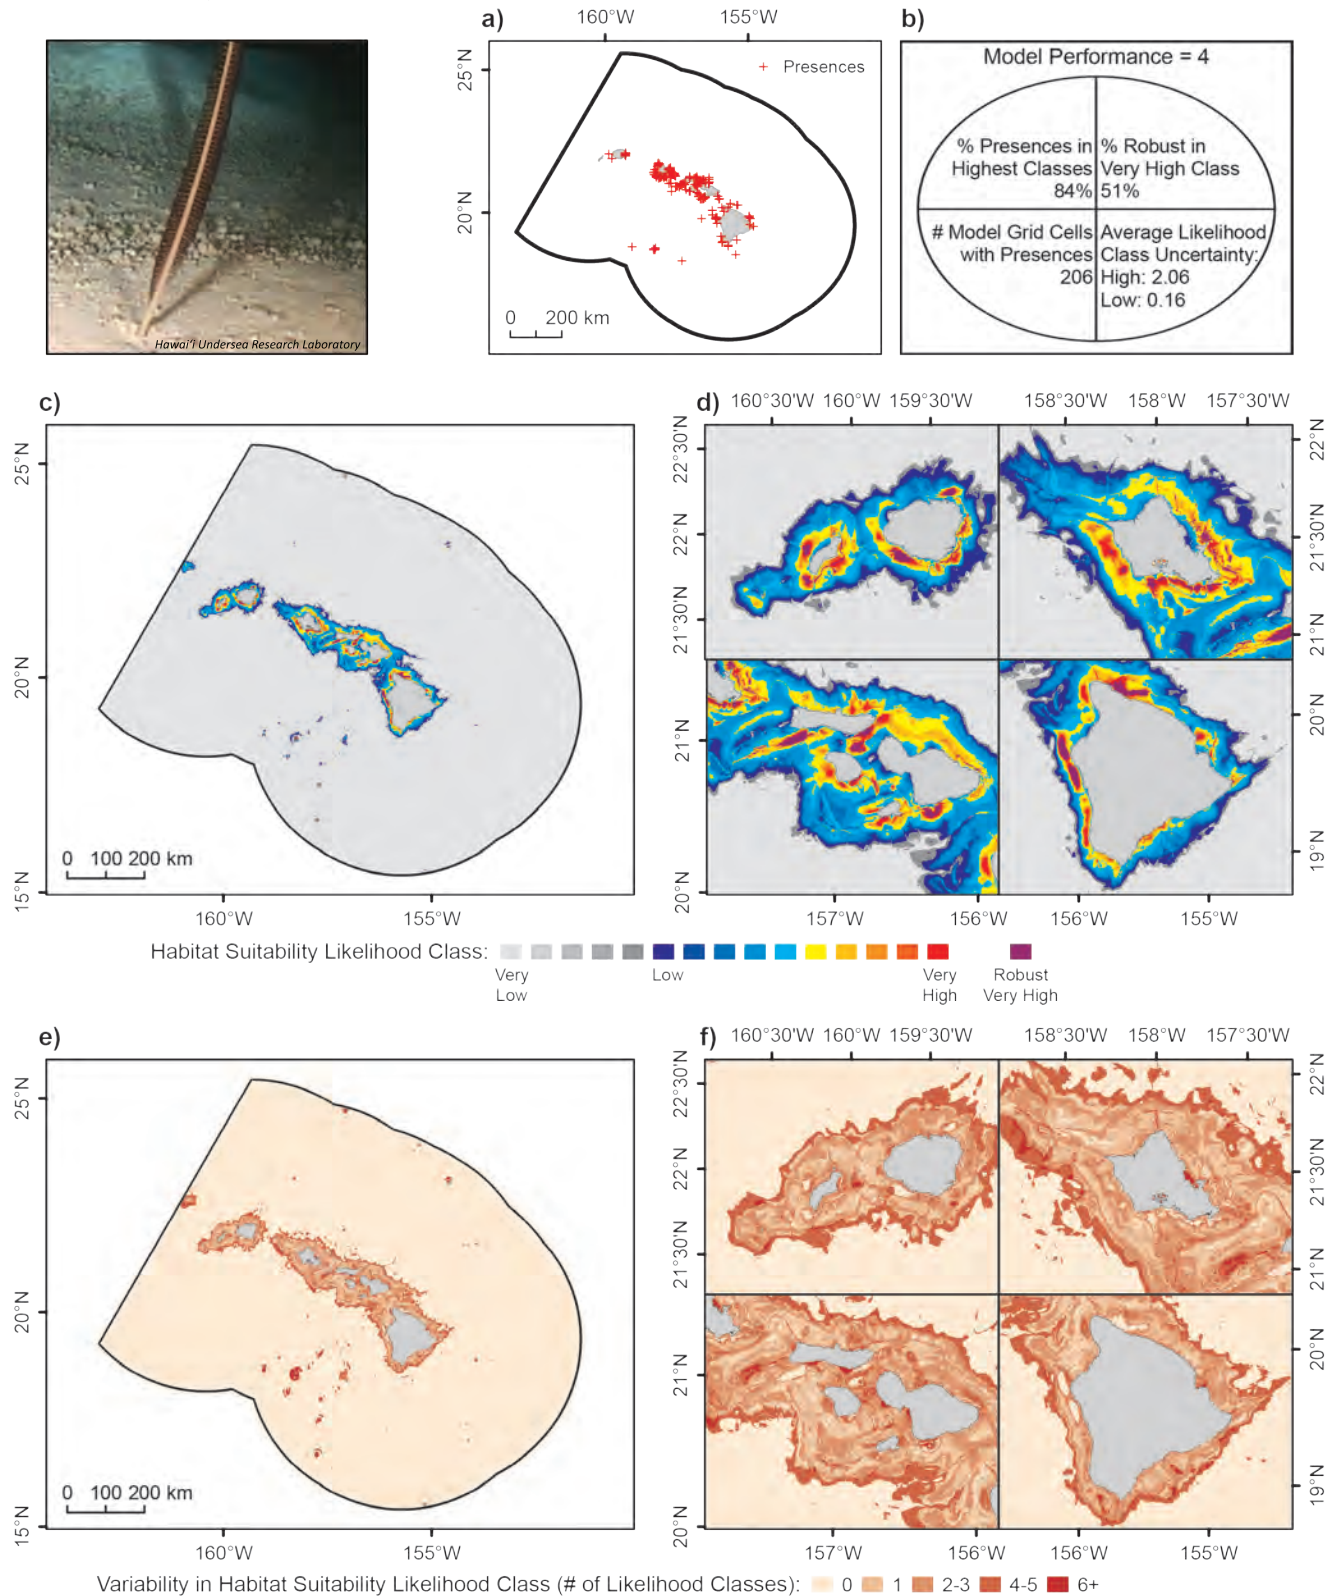 a)
160°W
155°W
25°N
20°N
Presences
0 200 km
Hawai‘i Undersea Research Laboratory
b)
Model Performance = 4
% Presences in
Highest Classes
84%
% Robust in
Very High Class
51%
# Model Grid Cells
with Presences
206
Average Likelihood
Class Uncertainty:
High: 2.06
Low: 0.16
c)
25°N
20°N
15°N
0 100 200 km
160°W
155°W
d)
160°30'W 160°W 159°30'W
158°30'W 158°W 157°30'W
22°30'N
22°N
21°30'N
22°N
21°30'N
21°N
21°N
20°N
20°N
19°N
157°W 156°W
156°W 155°W
Habitat Suitability Likelihood Class:
Very
Low
Low
Very
High
Robust
Very High
e)
25°N
20°N
15°N
0 100 200 km
160°W
155°W
f)
160°30'W 160°W 159°30'W
158°30'W 158°W 157°30'W
22°30'N
22°N
21°30'N
22°N
21°30'N
21°N
21°N
20°N
20°N
19°N
157°W 156°W
156°W 155°W
Variability in Habitat Suitability Likelihood Class (# of Likelihood Classes): 0 1 2-3 4-5 6+